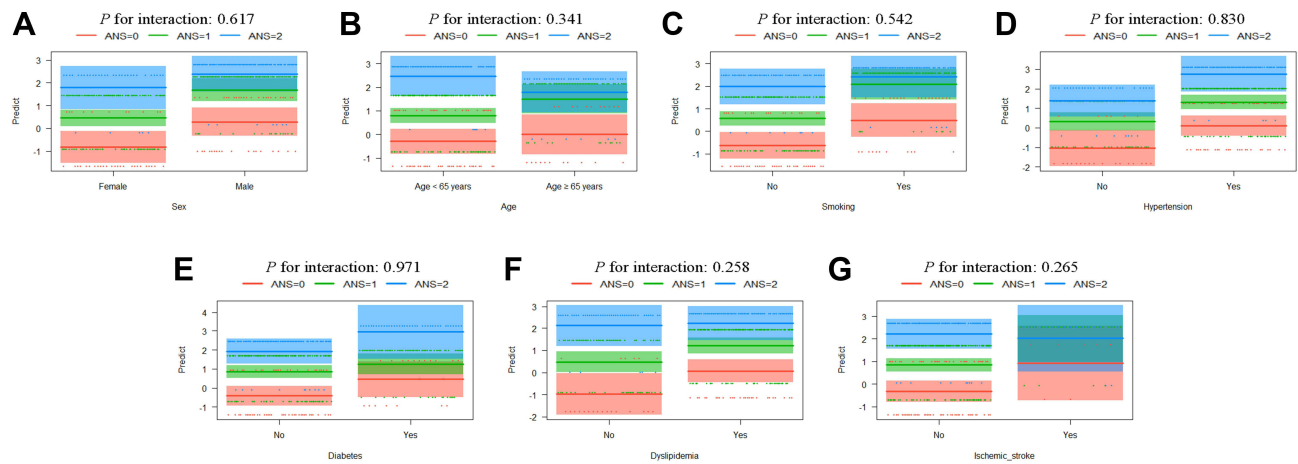 A
P for interaction: 0.617
ANS=0 ANS=1 ANS=2
Predict
3
2
1
0
-1
Female Male
Sex
B
P for interaction: 0.341
ANS=0 ANS=1 ANS=2
Predict
3
2
1
0
-1
Age < 65 years Age ≥ 65 years
Age
C
P for interaction: 0.542
ANS=0 ANS=1 ANS=2
Predict
3
2
1
0
-1
No Yes
Smoking
D
P for interaction: 0.830
ANS=0 ANS=1 ANS=2
Predict
3
2
1
0
-1
-2
No Yes
Hypertension
E
P for interaction: 0.971
ANS=0 ANS=1 ANS=2
Predict
4
3
2
1
0
-1
No Yes
Diabetes
F
P for interaction: 0.258
ANS=0 ANS=1 ANS=2
Predict
3
2
1
0
-1
-2
No Yes
Dyslipidemia
G
P for interaction: 0.265
ANS=0 ANS=1 ANS=2
Predict
3
2
1
0
-1
No Yes
Ischemic_stroke